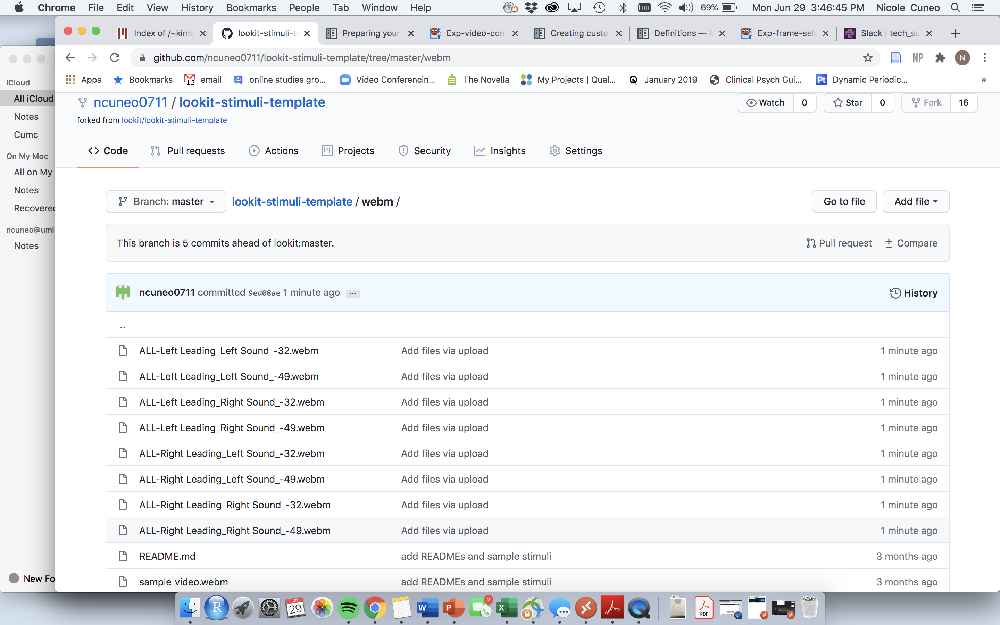 Chrome File Edit View History Bookmarks People Tab Window Help 69% Mon Jun 29 3:46:45 PM Nicole Cuneo
Index of /~kims lookit-stimuli-te Preparing your Exp-video-conf Creating custo Definitions — lo Exp-frame-sele Slack | tech_su
github.com/ncuneo0711/lookit-stimuli-template/tree/master/webm NP N
Apps Bookmarks 12 email online studies gro... Video Conferencin... The Novella My Projects | Qual... January 2019 Clinical Psych Gui... Pt Dynamic Periodic... »
iCloud
All iCloud
Notes
Cumc
On My Mac
All on My
Notes
Recovered
ncuneo@umi
Notes
New Fo
ncuneo0711 / lookit-stimuli-template
Watch 0 Star 0 Fork 16
forked from lookit/lookit-stimuli-template
Code Pull requests Actions Projects Security Insights Settings
Branch: master lookit-stimuli-template / webm / Go to file Add file
This branch is 5 commits ahead of lookit:master. Pull request Compare
ncuneo0711 committed 9ed08ae 1 minute ago ... History
..
ALL-Left Leading_Left Sound_-32.webm Add files via upload 1 minute ago
ALL-Left Leading_Left Sound_-49.webm Add files via upload 1 minute ago
ALL-Left Leading_Right Sound_-32.webm Add files via upload 1 minute ago
ALL-Left Leading_Right Sound_-49.webm Add files via upload 1 minute ago
ALL-Right Leading_Left Sound_-32.webm Add files via upload 1 minute ago
ALL-Right Leading_Left Sound_-49.webm Add files via upload 1 minute ago
ALL-Right Leading_Right Sound_-32.webm Add files via upload 1 minute ago
ALL-Right Leading_Right Sound_-49.webm Add files via upload 1 minute ago
README.md add READMEs and sample stimuli 3 months ago
sample_video.webm add READMEs and sample stimuli 3 months ago
R JUN 29 W P 2 X PDF